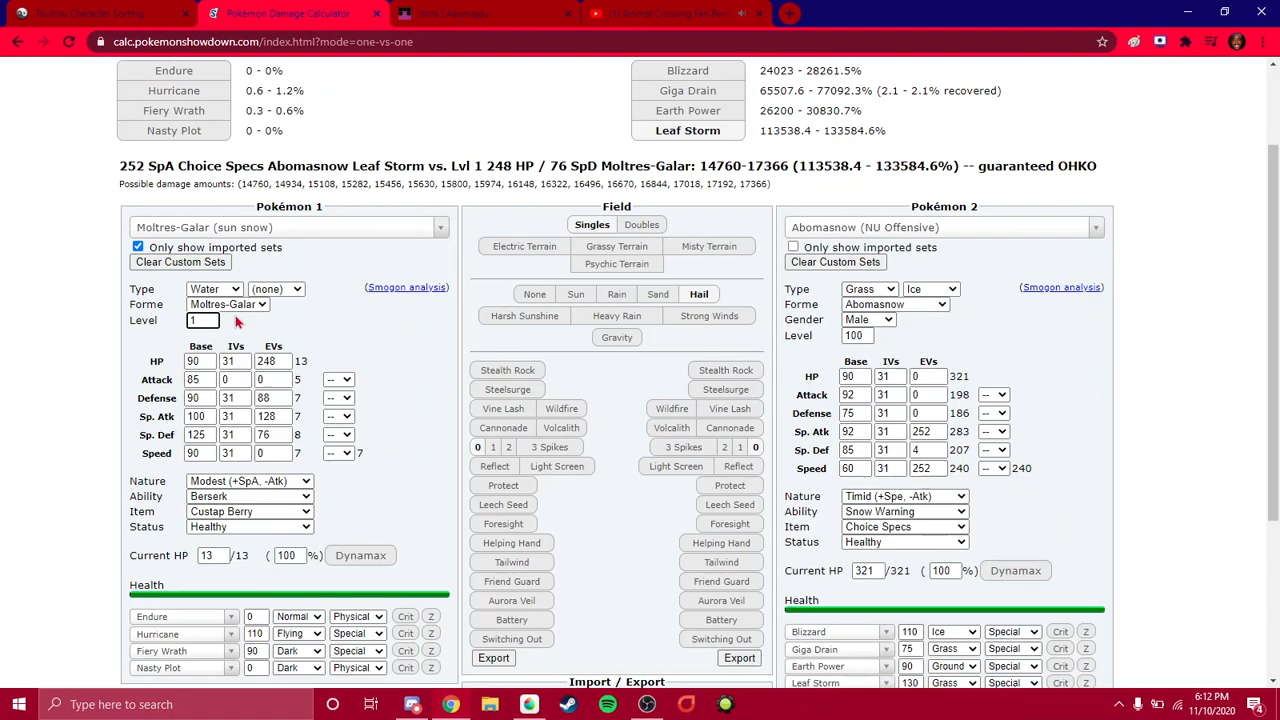 Touhou Character Sorting
Pokemon Damage Calculator
calc.pokemonshowdown.com/index.html?mode=one-vs-one
Endure 0 - 0%
Hurricane 0.6 - 1.2%
Fiery Wrath 0.3 - 0.6%
Nasty Plot 0 - 0%
Blizzard 24023 - 28261.5%
Giga Drain 65507.6 - 77092.3% (2.1 - 2.1% recovered)
Earth Power 26200 - 30830.7%
Leaf Storm 113538.4 - 133584.6%
252 SpA Choice Specs Abomasnow Leaf Storm vs. Lvl 1 248 HP / 76 SpD Moltres-Galar: 14760-17366 (113538.4 - 133584.6%) -- guaranteed OHKO
Possible damage amounts: (14760, 14934, 15108, 15282, 15456, 15630, 15800, 15974, 16148, 16322, 16496, 16670, 16844, 17018, 17192, 17366)
Pokémon 1
Moltres-Galar (sun snow)
Only show imported sets
Clear Custom Sets
Type Water (none) (Smogon analysis)
Forme Moltres-Galar
Level 1
Base IVs EVs
HP 90 31 248 13
Attack 85 0 0 5 --
Defense 90 31 88 7 --
Sp. Atk 100 31 128 7 --
Sp. Def 125 31 76 8 --
Speed 90 31 0 7 -- 7
Nature Modest (+SpA, -Atk)
Ability Berserk
Item Custap Berry
Status Healthy
Current HP 13 /13 ( 100 %) Dynamax
Health
Endure 0 Normal Physical Crit Z
Hurricane 110 Flying Special Crit Z
Fiery Wrath 90 Dark Special Crit Z
Nasty Plot 0 Dark Physical Crit Z
Field
Singles Doubles
Electric Terrain Grassy Terrain Misty Terrain
Psychic Terrain
None Sun Rain Sand Hail
Harsh Sunshine Heavy Rain Strong Winds
Gravity
Stealth Rock Stealth Rock
Steelsurge Steelsurge
Vine Lash Wildfire Wildfire Vine Lash
Cannonade Volcalith Volcalith Cannonade
0 1 2 3 Spikes 3 Spikes 2 1 0
Reflect Light Screen Light Screen Reflect
Protect Protect
Leech Seed Leech Seed
Foresight Foresight
Helping Hand Helping Hand
Tailwind Tailwind
Friend Guard Friend Guard
Aurora Veil Aurora Veil
Battery Battery
Switching Out Switching Out
Export Export
Import / Export
Pokémon 2
Abomasnow (NU Offensive)
Only show imported sets
Clear Custom Sets
Type Grass Ice (Smogon analysis)
Forme Abomasnow
Gender Male
Level 100
Base IVs EVs
HP 90 31 0 321
Attack 92 31 0 198 --
Defense 75 31 0 186 --
Sp. Atk 92 31 252 283 --
Sp. Def 85 31 4 207 --
Speed 60 31 252 240 -- 240
Nature Timid (+Spe, -Atk)
Ability Snow Warning
Item Choice Specs
Status Healthy
Current HP 321 /321 ( 100 %) Dynamax
Health
Blizzard 110 Ice Special Crit Z
Giga Drain 75 Grass Special Crit Z
Earth Power 90 Ground Special Crit Z
Leaf Storm 130 Grass Special Crit Z
Type here to search
6:12 PM
11/10/2020
4